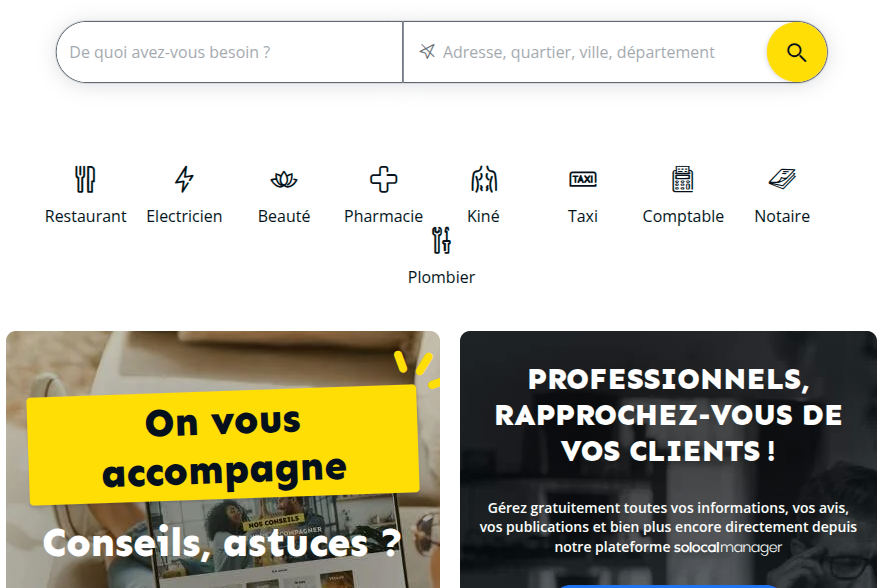 De quoi avez-vous besoin ?
Adresse, quartier, ville, département
TAXI
Restaurant
Electricien
Beauté
Pharmacie
Kiné
Taxi
Comptable
Notaire
Plombier
On vous
accompagne
NOS CONSEILS
Conseils, astuces ?
PROFESSIONNELS,
RAPPROCHEZ-VOUS DE
VOS CLIENTS !
Gérez gratuitement toutes vos informations, vos avis,
vos publications et bien plus encore directement depuis
notre plateforme solocalmanager